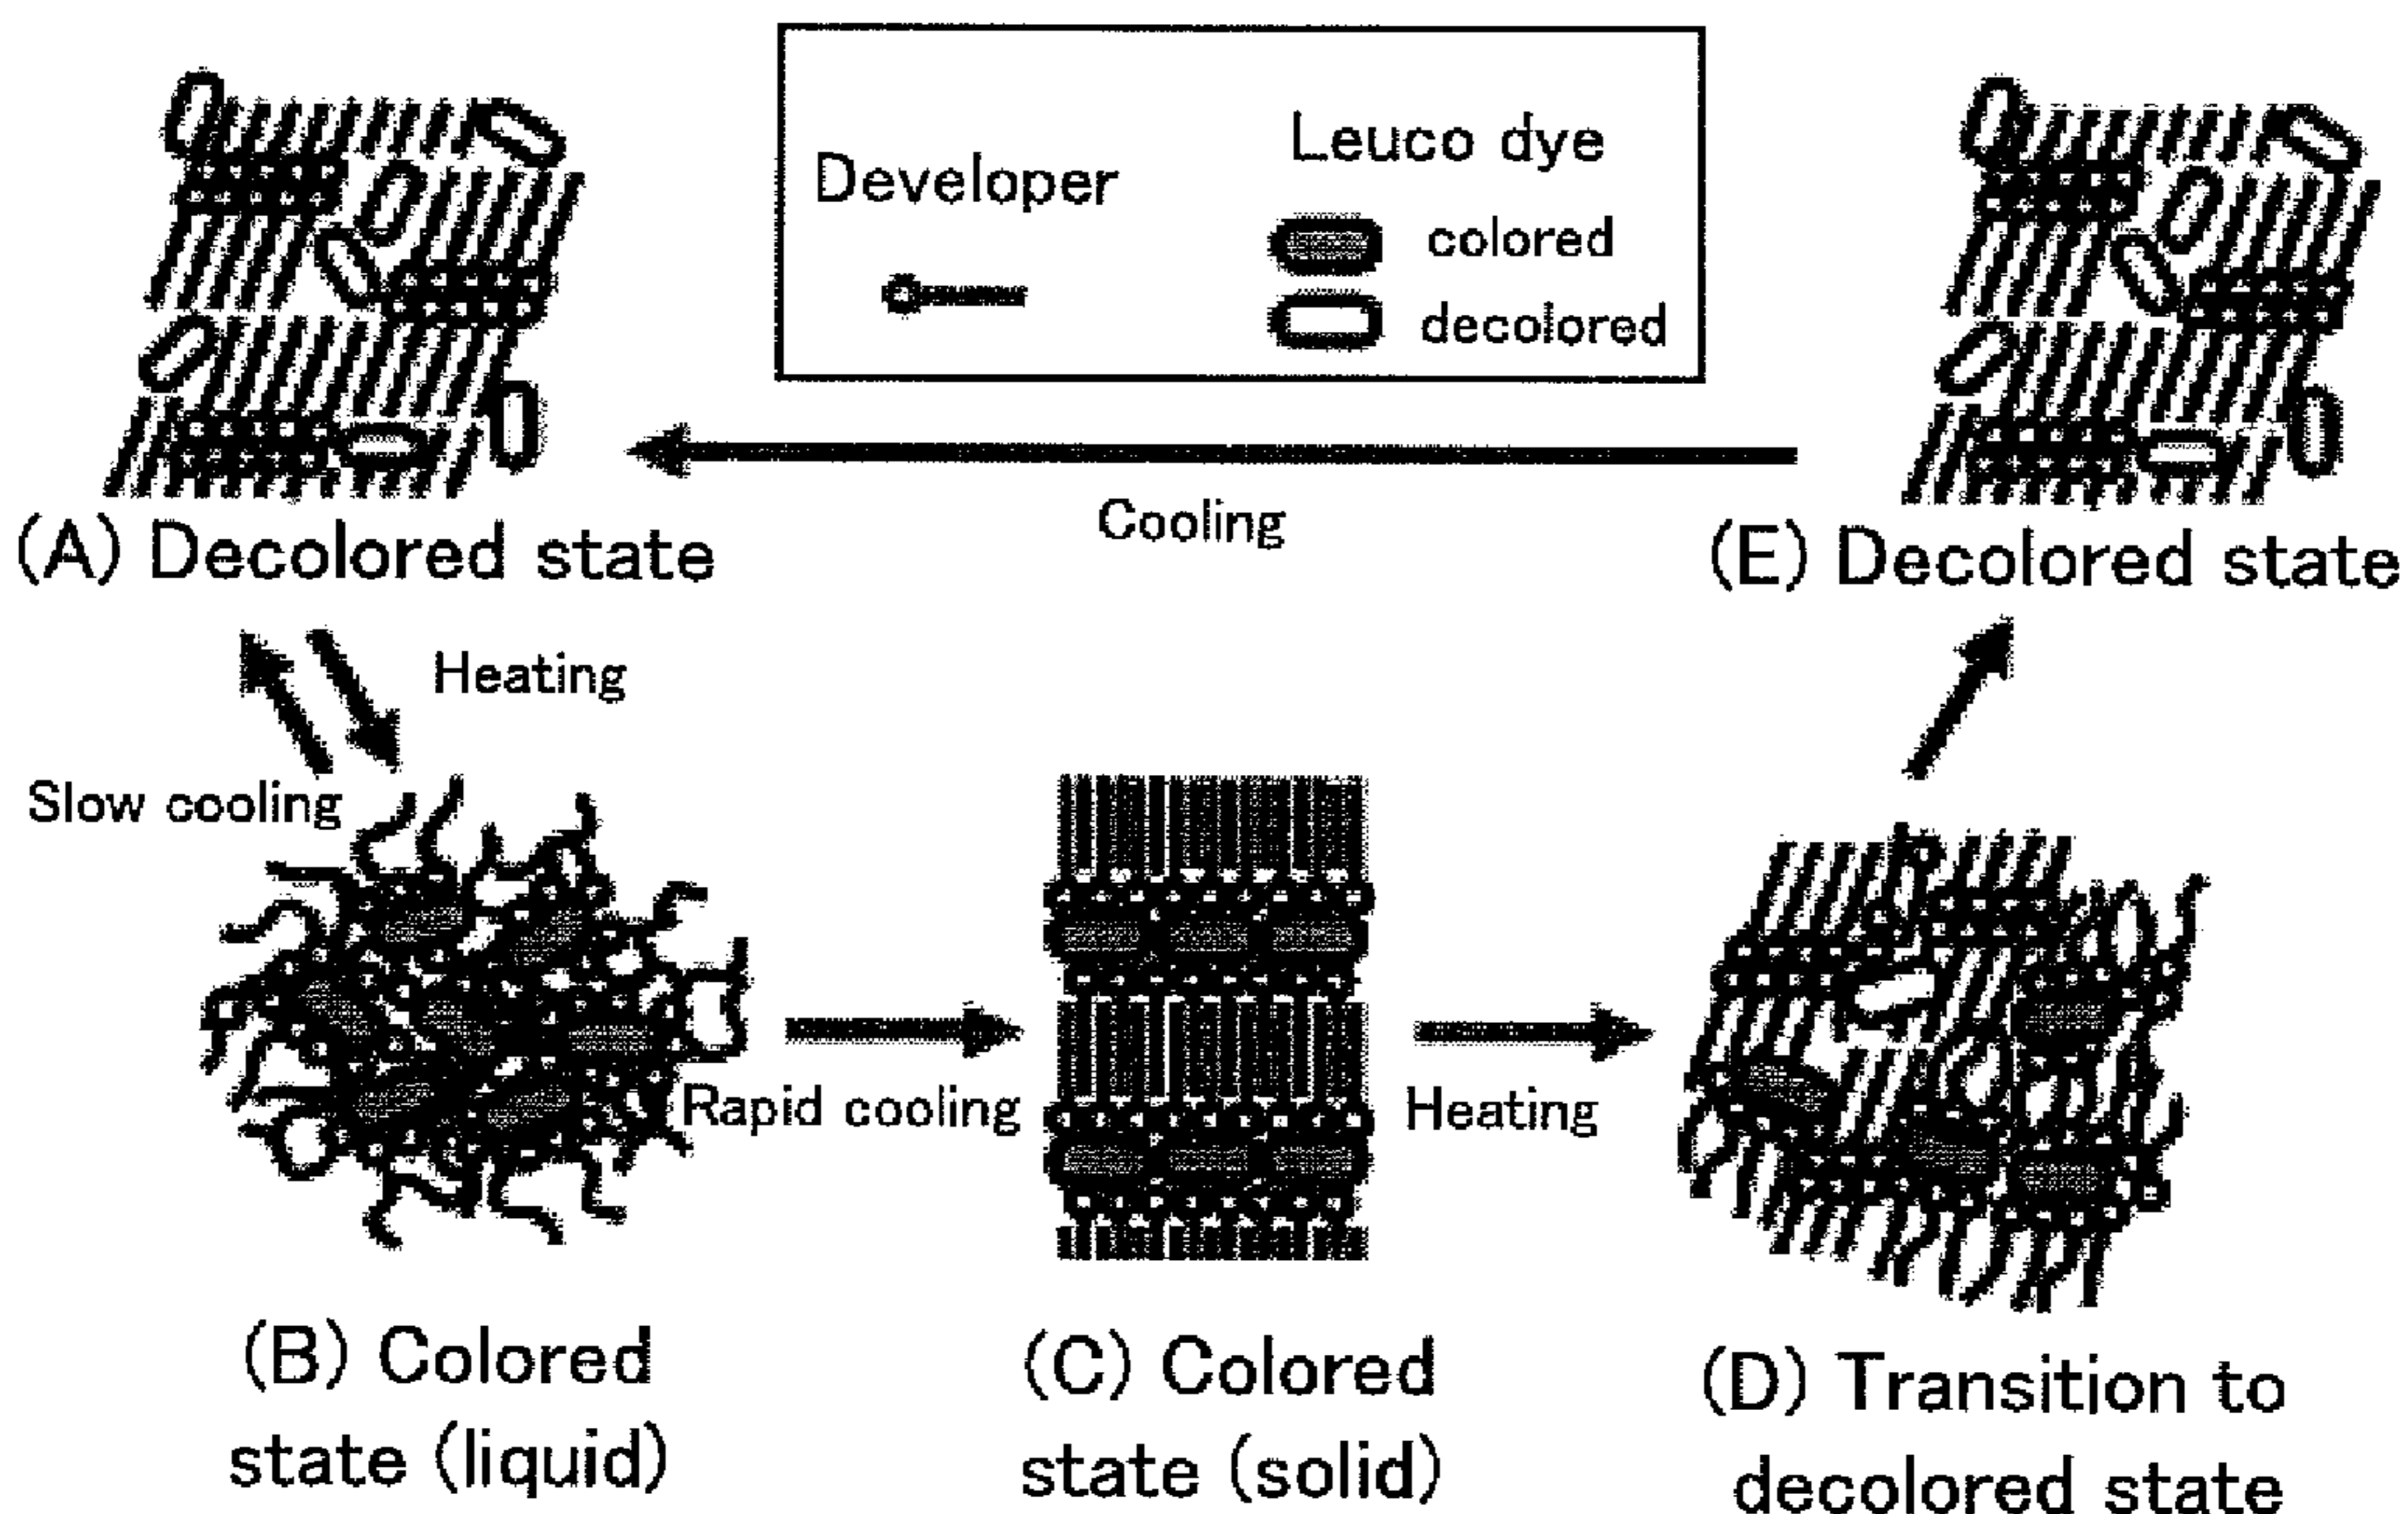 Developer
Leuco dye
colored
decolored
Cooling
(A) Decolored state
(E) Decolored state
Heating
Slow cooling
Rapid cooling
Heating
(B) Colored
state (liquid)
(C) Colored
state (solid)
(D) Transition to
decolored state